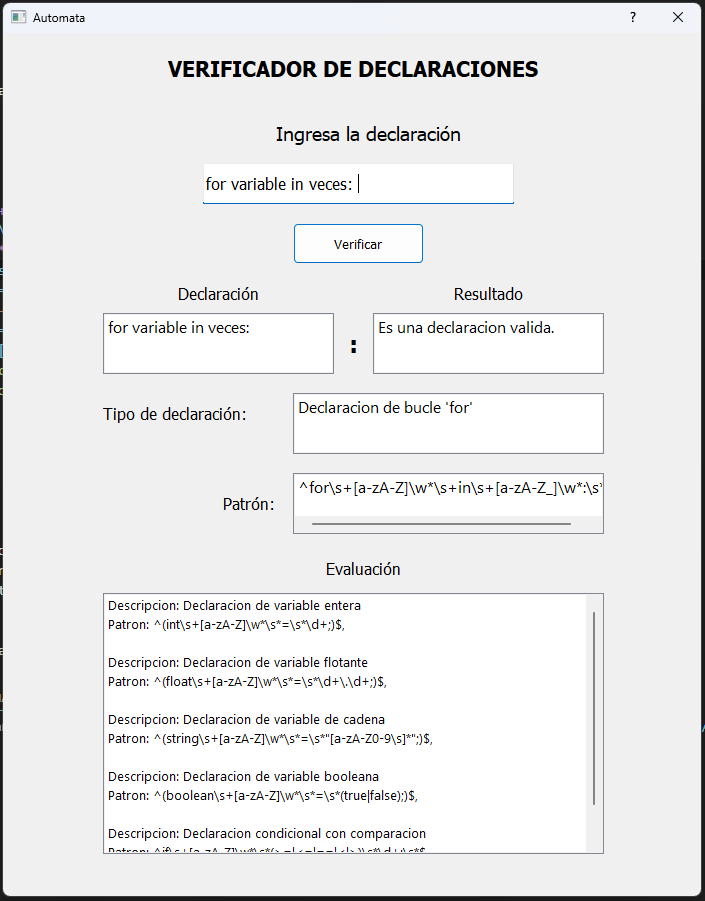 Automata
?
VERIFICADOR DE DECLARACIONES
Ingresa la declaración
for variable in veces:
Verificar
Declaración
Resultado
for variable in veces:
:
Es una declaracion valida.
Tipo de declaración:
Declaracion de bucle 'for'
Patrón:
^for\s+[a-zA-Z]\w*\s+in\s+[a-zA-Z_]\w*:\s*
Evaluación
Descripcion: Declaracion de variable entera
Patron: ^(int\s+[a-zA-Z]\w*\s*=\s*\d+;)$,
Descripcion: Declaracion de variable flotante
Patron: ^(float\s+[a-zA-Z]\w*\s*=\s*\d+\.\d+;)$,
Descripcion: Declaracion de variable de cadena
Patron: ^(string\s+[a-zA-Z]\w*\s*=\s*"[a-zA-Z0-9\s]*";)$,
Descripcion: Declaracion de variable booleana
Patron: ^(boolean\s+[a-zA-Z]\w*\s*=\s*(true|false);)$,
Descripcion: Declaracion condicional con comparacion
Patron: ^if\s+[a-zA-Z]\w*\s*(>=|<=|==|<|>)\s*\d+\s*$